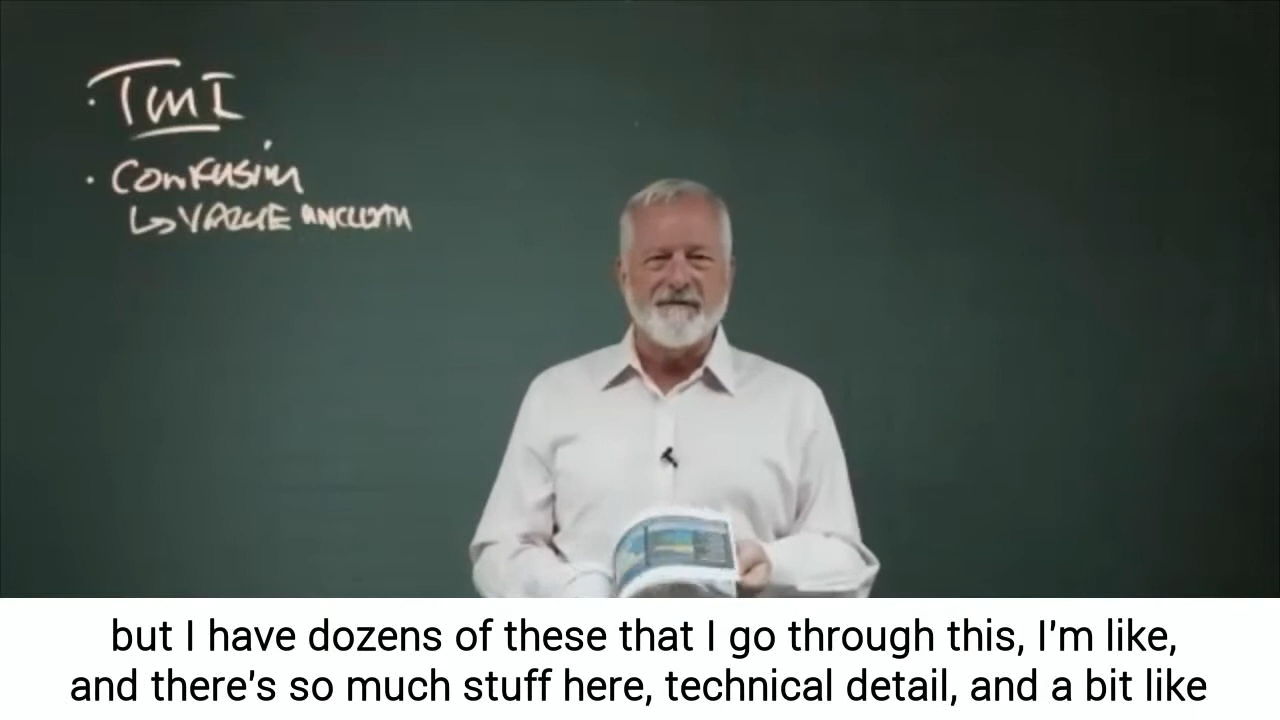 · TMI
· CONFUSION
↳ VALUE
but I have dozens of these that I go through this, I'm like,
and there's so much stuff here, technical detail, and a bit like